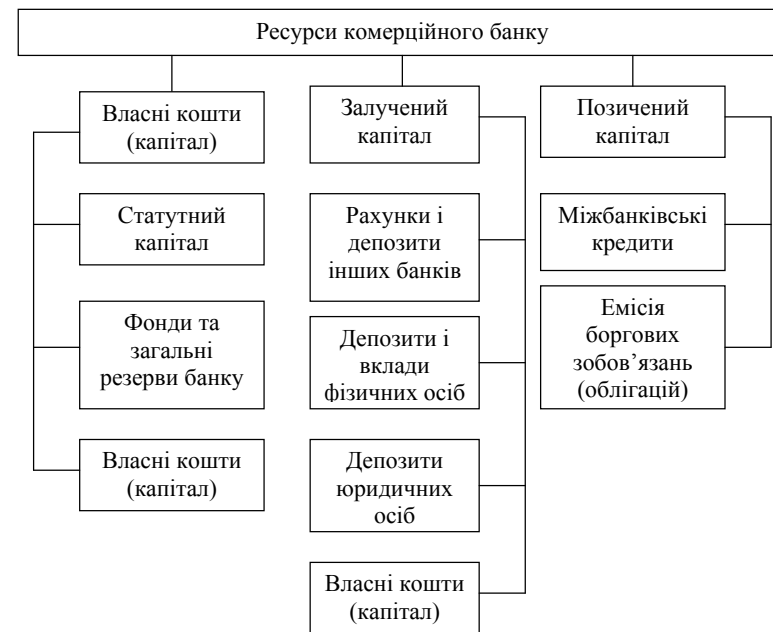 Ресурси комерційного банку
Власні кошти
(капітал)
Статутний
капітал
Фонди та
загальні
резерви банку
Власні кошти
(капітал)
Залучений
капітал
Рахунки і
депозити
інших банків
Депозити і
вклади
фізичних осіб
Депозити
юридичних
осіб
Власні кошти
(капітал)
Позичений
капітал
Міжбанківські
кредити
Емісія
боргових
зобов’язань
(облігацій)